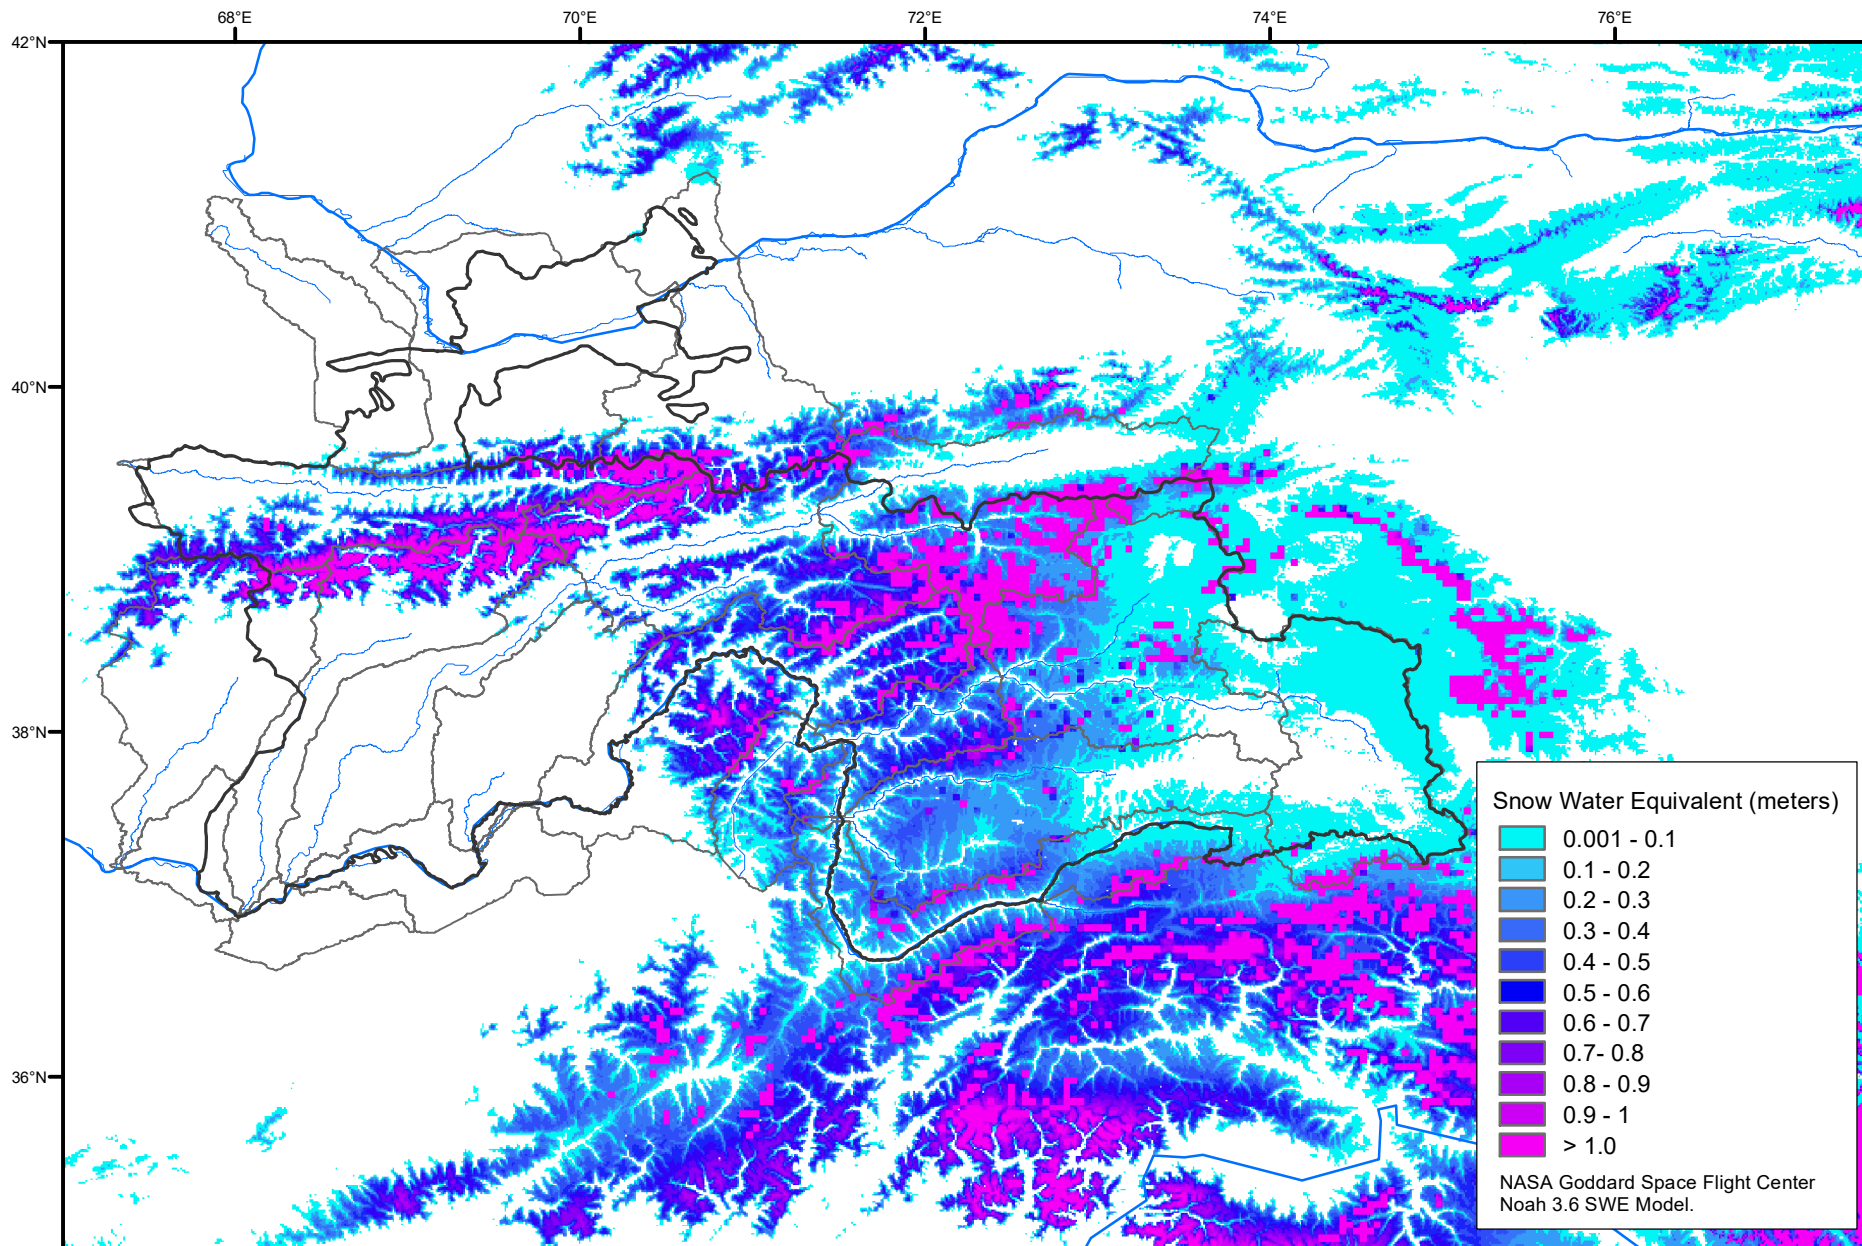 68°E
70°E
72°E
74°E
76°E
42°N
40°N
38°N
36°N
Snow Water Equivalent (meters)
0.001 - 0.1
0.1 - 0.2
0.2 - 0.3
0.3 - 0.4
0.4 - 0.5
0.5 - 0.6
0.6 - 0.7
0.7- 0.8
0.8 - 0.9
0.9 - 1
> 1.0
NASA Goddard Space Flight Center
Noah 3.6 SWE Model.